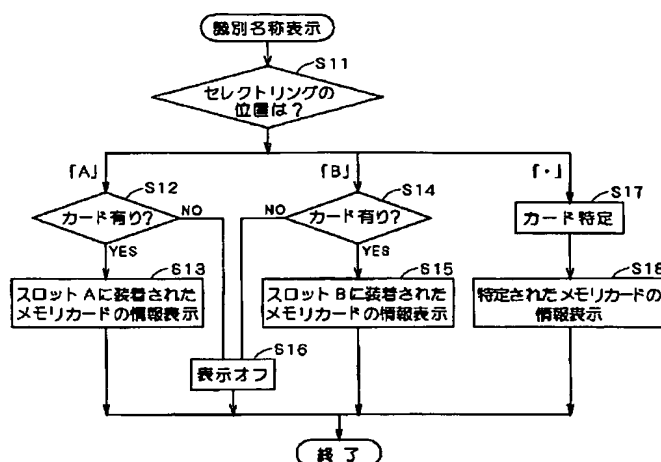 識別名称表示
S11
セレクトリングの
位置は？
「A」
「B」
「・」
S12
カード有り？
NO
YES
S14
NO
カード有り？
YES
S17
カード特定
S13
スロットAに装着された
メモリカードの情報表示
S15
スロットBに装着された
メモリカードの情報表示
S18
特定されたメモリカードの
情報表示
S16
表示オフ
終了